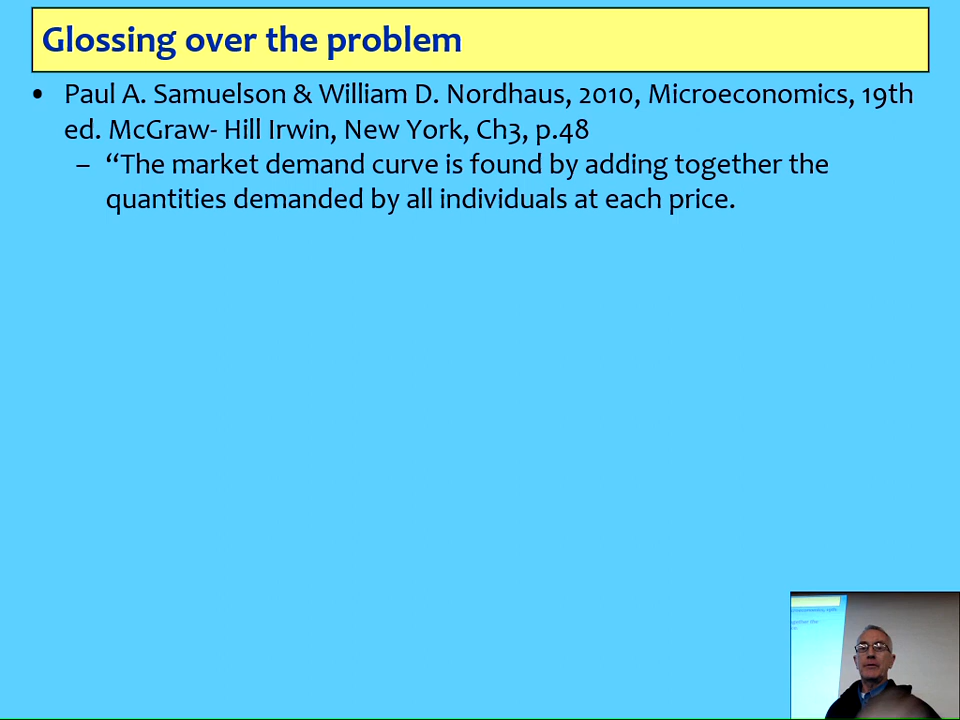 Glossing over the problem
• Paul A. Samuelson & William D. Nordhaus, 2010, Microeconomics, 19th
ed. McGraw- Hill Irwin, New York, Ch3, p.48
– “The market demand curve is found by adding together the
quantities demanded by all individuals at each price.